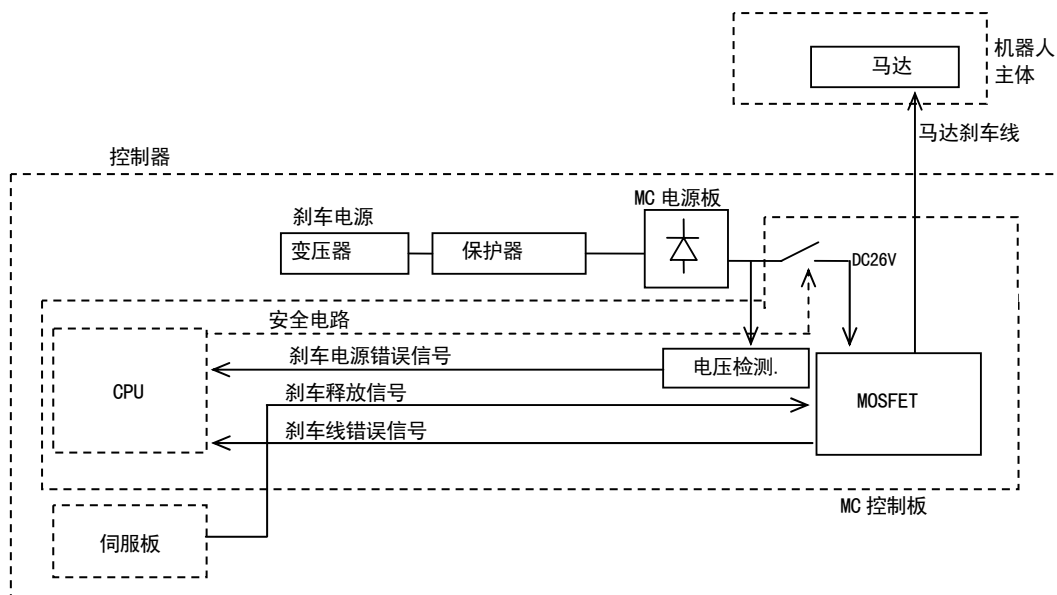 马达
机器人
主体
马达刹车线
控制器
MC 电源板
刹车电源
变压器
保护器
DC26V
安全电路
刹车电源错误信号
电压检测.
CPU
刹车释放信号
MOSFET
刹车线错误信号
MC 控制板
伺服板